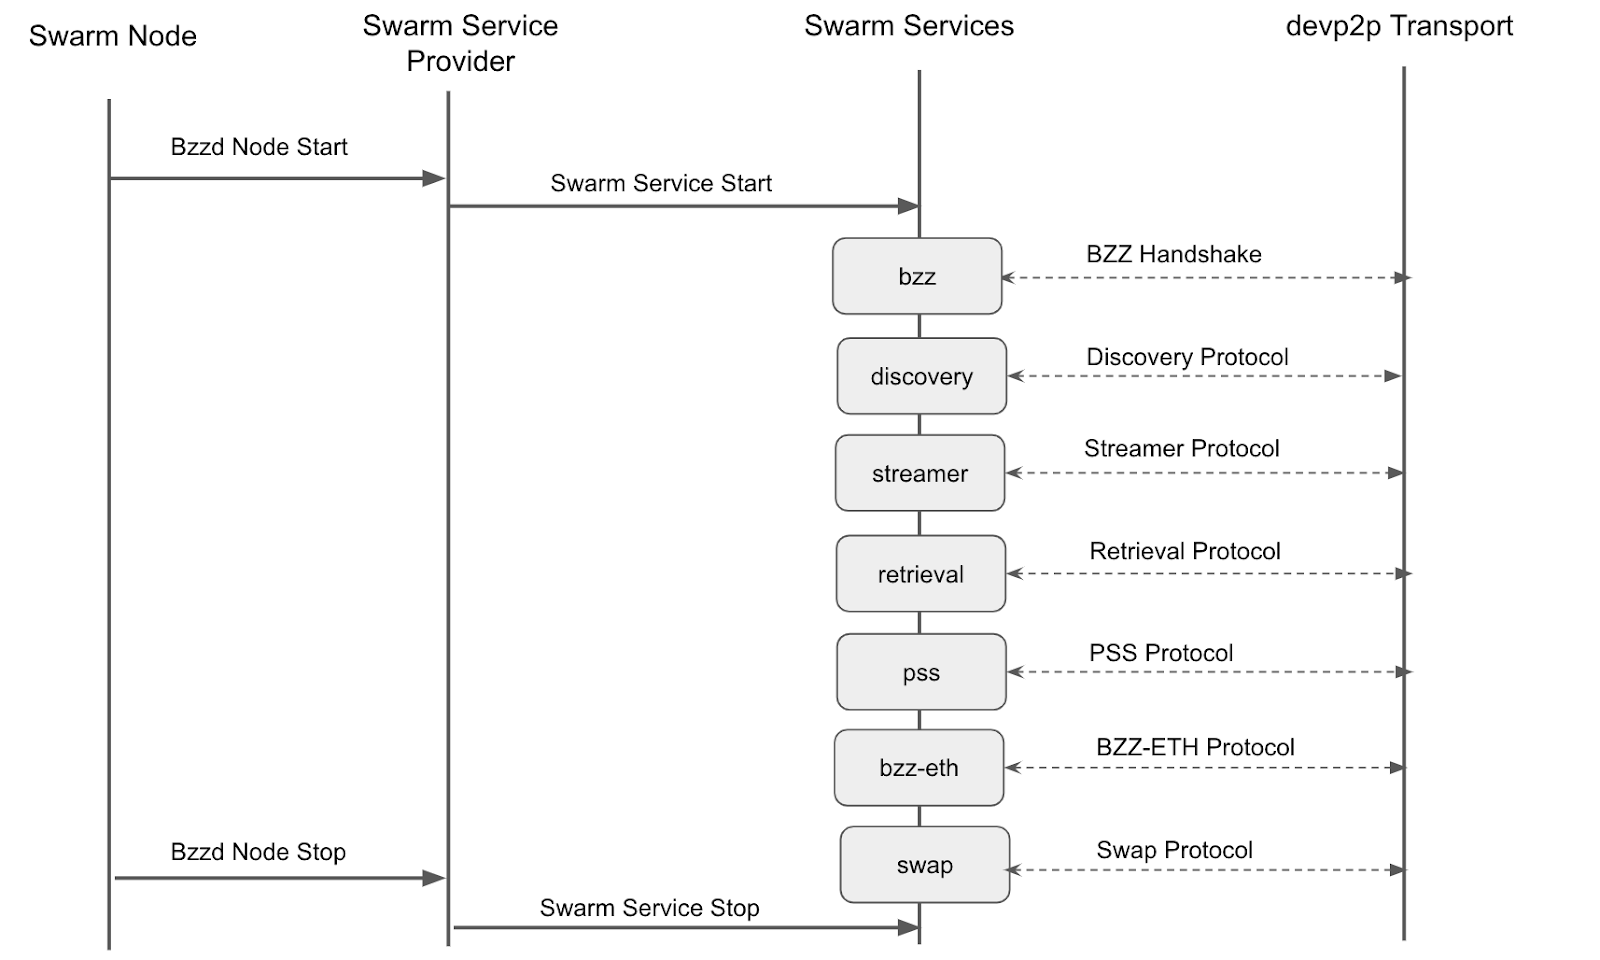 Swarm Node
Swarm Service
Provider
Swarm Services
devp2p Transport
Bzzd Node Start
Swarm Service Start
bzz
BZZ Handshake
discovery
Discovery Protocol
streamer
Streamer Protocol
retrieval
Retrieval Protocol
pss
PSS Protocol
bzz-eth
BZZ-ETH Protocol
Bzzd Node Stop
swap
Swap Protocol
Swarm Service Stop